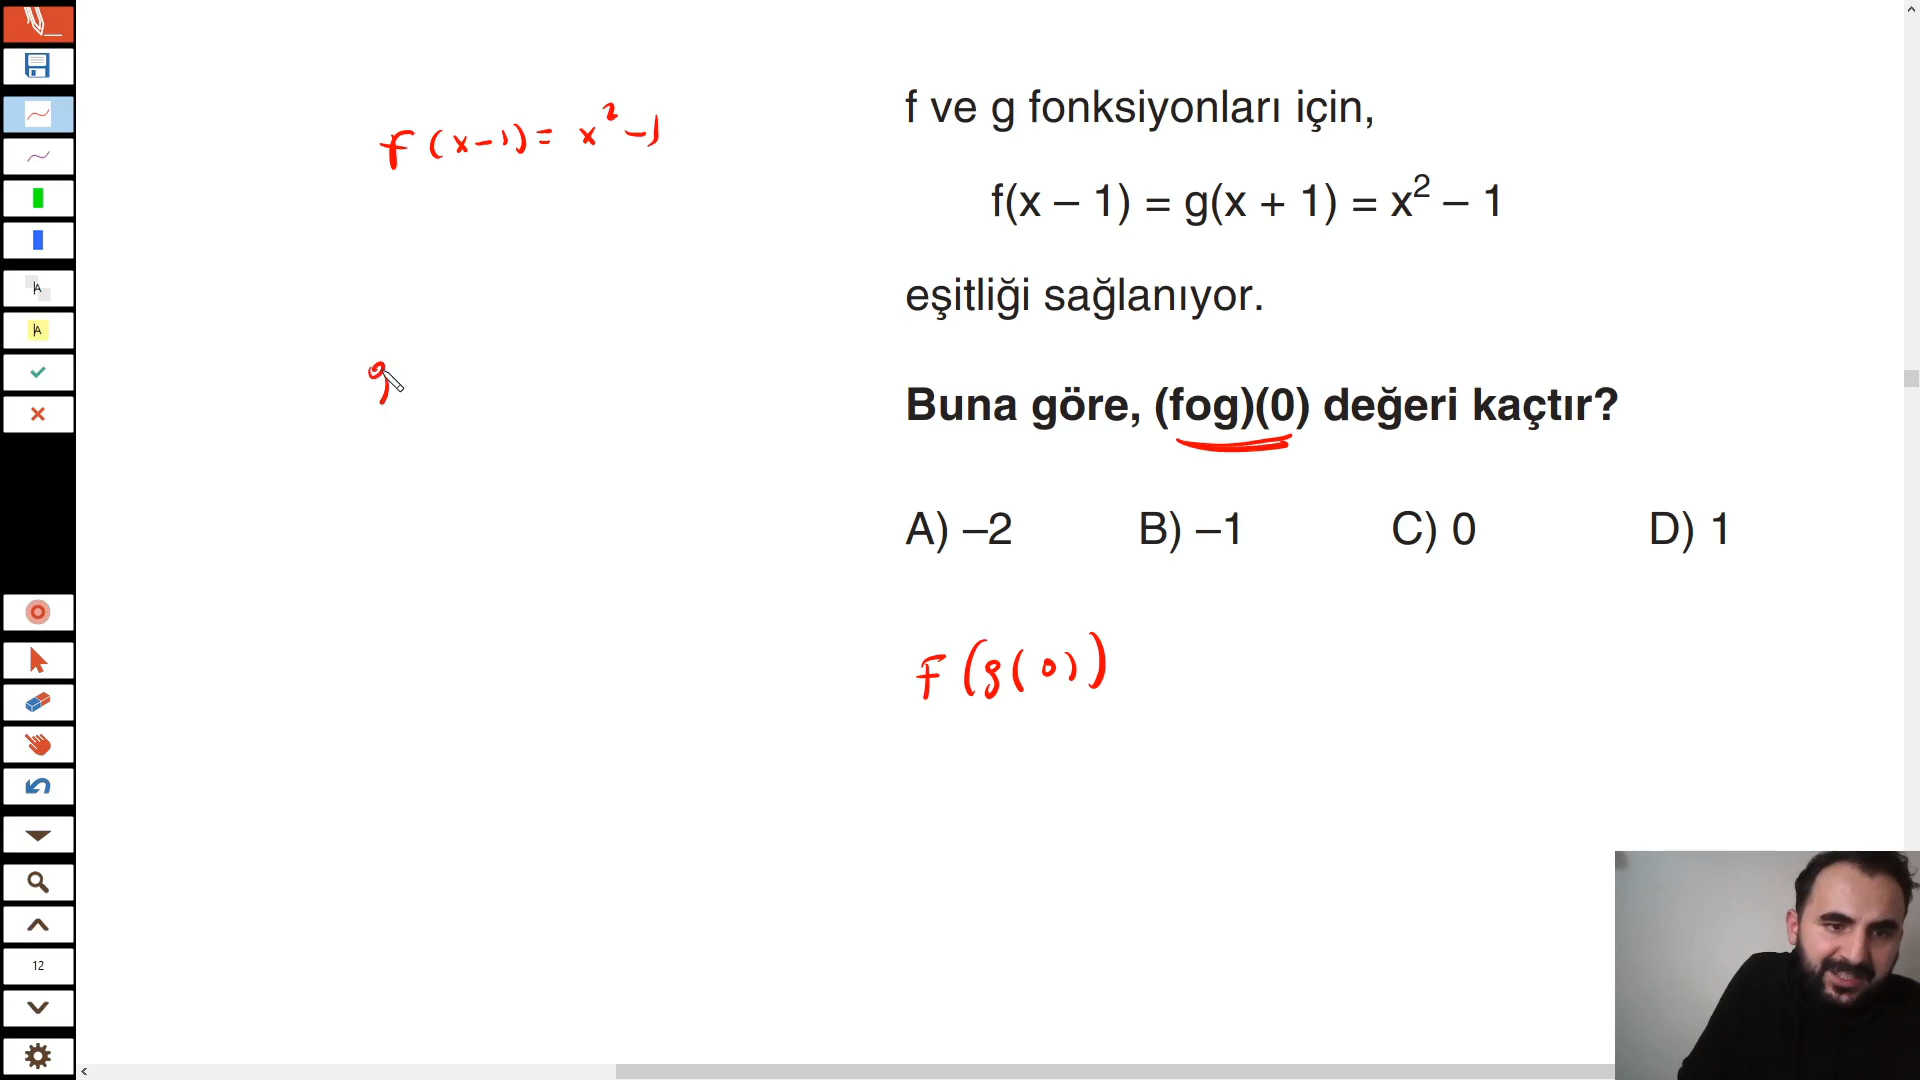 f(x-1) = x² - 1
g
f ve g fonksiyonları için,
f(x – 1) = g(x + 1) = x² – 1
eşitliği sağlanıyor.
Buna göre, (fog)(0) değeri kaçtır?
A) –2 B) –1 C) 0 D) 1
F(g(0))
A
A
12